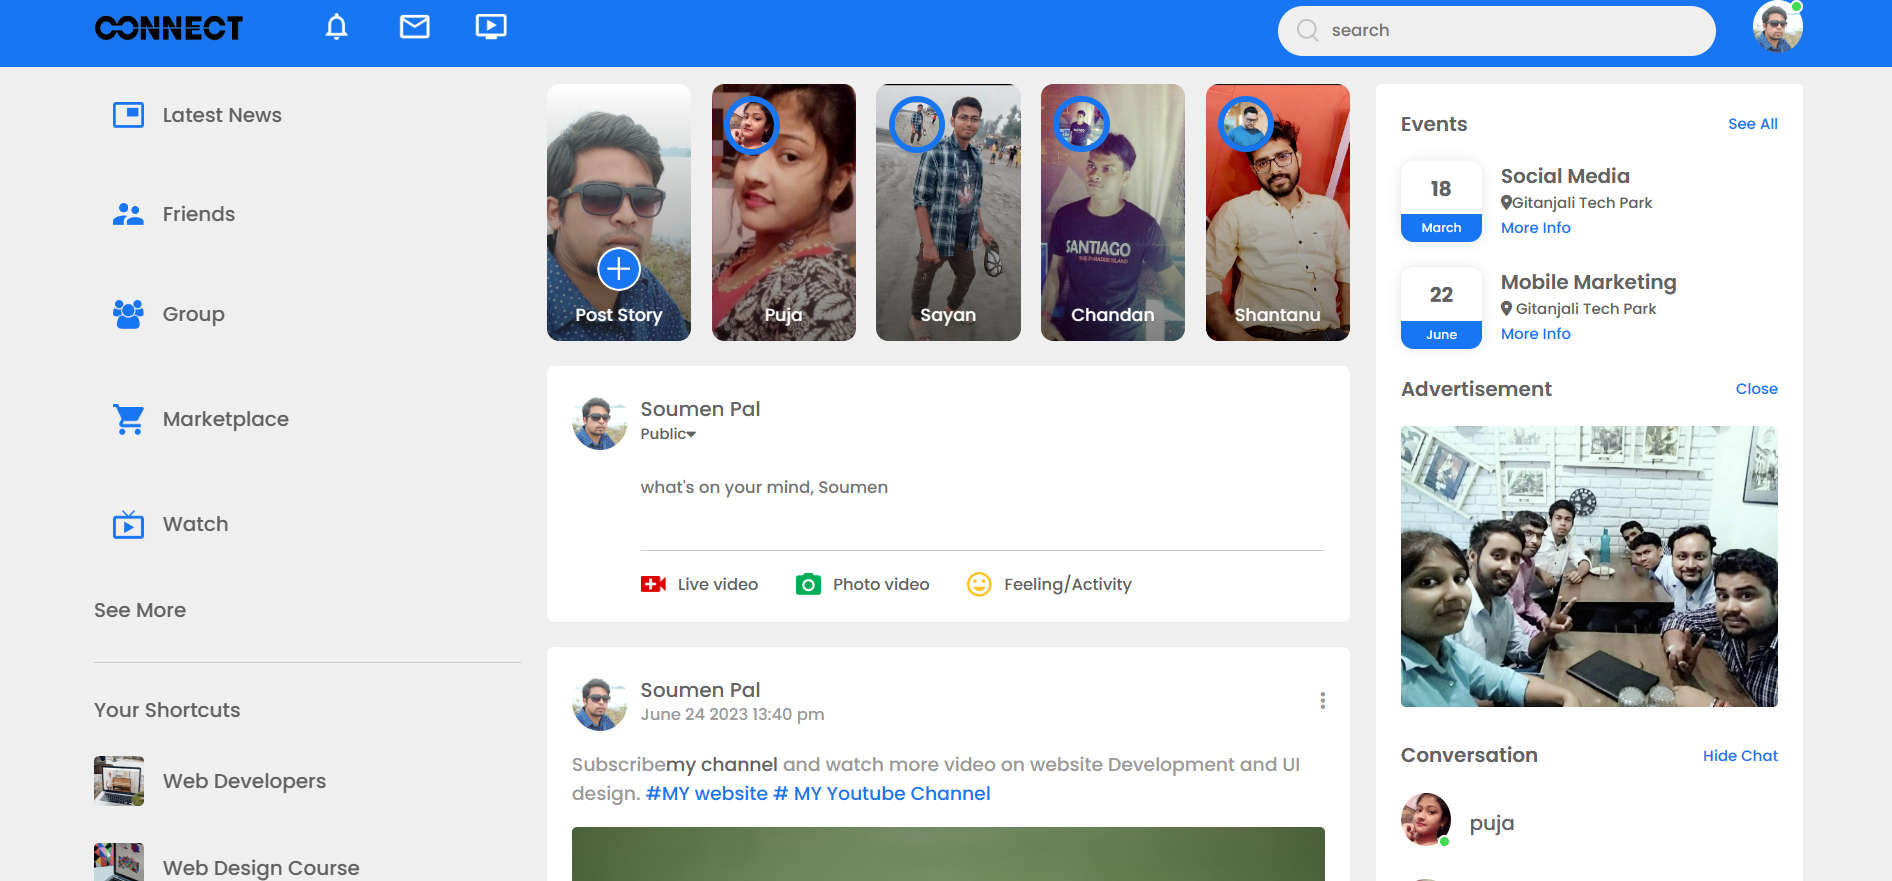 CONNECT
search
Latest News
Friends
Group
Marketplace
Watch
See More
Your Shortcuts
Web Developers
Web Design Course
Post Story
Puja
Sayan
SANTIAGO
THE PARADISE ISLAND
Chandan
Shantanu
Soumen Pal
Public
what's on your mind, Soumen
Live video
Photo video
Feeling/Activity
Soumen Pal
June 24 2023 13:40 pm
Subscribemy channel and watch more video on website Development and UI
design. #MY website # MY Youtube Channel
Events
See All
18
March
Social Media
Gitanjali Tech Park
More Info
22
June
Mobile Marketing
Gitanjali Tech Park
More Info
Advertisement
Close
Conversation
Hide Chat
puja